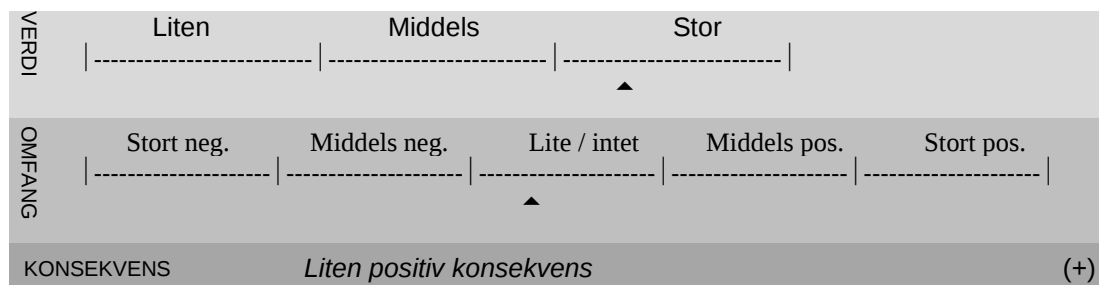 VERDI
Liten Middels Stor
|--------------------------|--------------------------|--------------------------|
OMFANG
Stort neg. Middels neg. Lite / intet Middels pos. Stort pos.
|---------------------|---------------------|---------------------|---------------------|---------------------|
KONSEKVENS Liten positiv konsekvens (+)